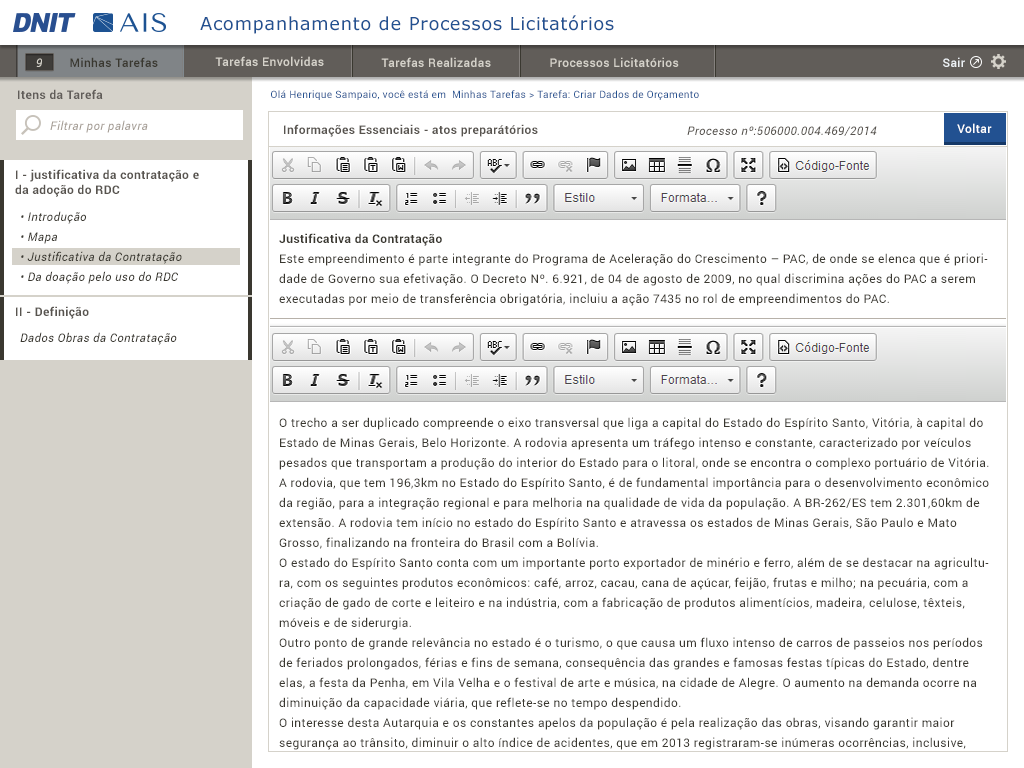 DNIT AIS Acompanhamento de Processos Licitatórios
9 Minhas Tarefas Tarefas Envolvidas Tarefas Realizadas Processos Licitatórios Sair
Itens da Tarefa
Filtrar por palavra
I - justificativa da contratação e
da adoção do RDC
• Introdução
• Mapa
• Justificativa da Contratação
• Da doação pelo uso do RDC
II - Definição
Dados Obras da Contratação
Olá Henrique Sampaio, você está em Minhas Tarefas > Tarefa: Criar Dados de Orçamento
Informações Essenciais - atos preparátórios Processo nº:506000.004.469/2014 Voltar
ABC Ω Código-Fonte
B I S Tx Estilo Formata... ?
Justificativa da Contratação
Este empreendimento é parte integrante do Programa de Aceleração do Crescimento – PAC, de onde se elenca que é priori-
dade de Governo sua efetivação. O Decreto Nº. 6.921, de 04 de agosto de 2009, no qual discrimina ações do PAC a serem
executadas por meio de transferência obrigatória, incluiu a ação 7435 no rol de empreendimentos do PAC.
ABC Ω Código-Fonte
B I S Tx Estilo Formata... ?
O trecho a ser duplicado compreende o eixo transversal que liga a capital do Estado do Espírito Santo, Vitória, à capital do
Estado de Minas Gerais, Belo Horizonte. A rodovia apresenta um tráfego intenso e constante, caracterizado por veículos
pesados que transportam a produção do interior do Estado para o litoral, onde se encontra o complexo portuário de Vitória.
A rodovia, que tem 196,3km no Estado do Espírito Santo, é de fundamental importância para o desenvolvimento econômico
da região, para a integração regional e para melhoria na qualidade de vida da população. A BR-262/ES tem 2.301,60km de
extensão. A rodovia tem início no estado do Espírito Santo e atravessa os estados de Minas Gerais, São Paulo e Mato
Grosso, finalizando na fronteira do Brasil com a Bolívia.
O estado do Espírito Santo conta com um importante porto exportador de minério e ferro, além de se destacar na agricultu-
ra, com os seguintes produtos econômicos: café, arroz, cacau, cana de açúcar, feijão, frutas e milho; na pecuária, com a
criação de gado de corte e leiteiro e na indústria, com a fabricação de produtos alimentícios, madeira, celulose, têxteis,
móveis e de siderurgia.
Outro ponto de grande relevância no estado é o turismo, o que causa um fluxo intenso de carros de passeios nos períodos
de feriados prolongados, férias e fins de semana, consequência das grandes e famosas festas típicas do Estado, dentre
elas, a festa da Penha, em Vila Velha e o festival de arte e música, na cidade de Alegre. O aumento na demanda ocorre na
diminuição da capacidade viária, que reflete-se no tempo despendido.
O interesse desta Autarquia e os constantes apelos da população é pela realização das obras, visando garantir maior
segurança ao trânsito, diminuir o alto índice de acidentes, que em 2013 registraram-se inúmeras ocorrências, inclusive,